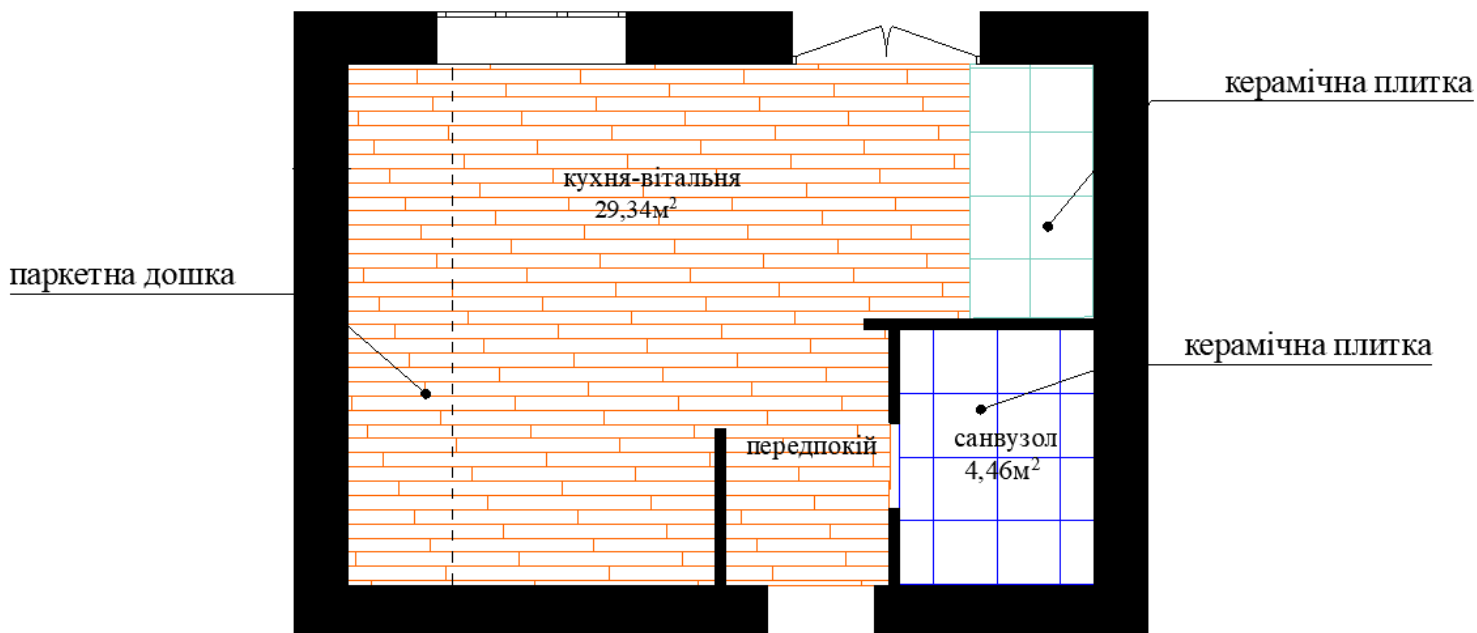 керамічна плитка
кухня-вітальня
29,34м²
паркетна дошка
керамічна плитка
передпокій
санвузол
4,46м²